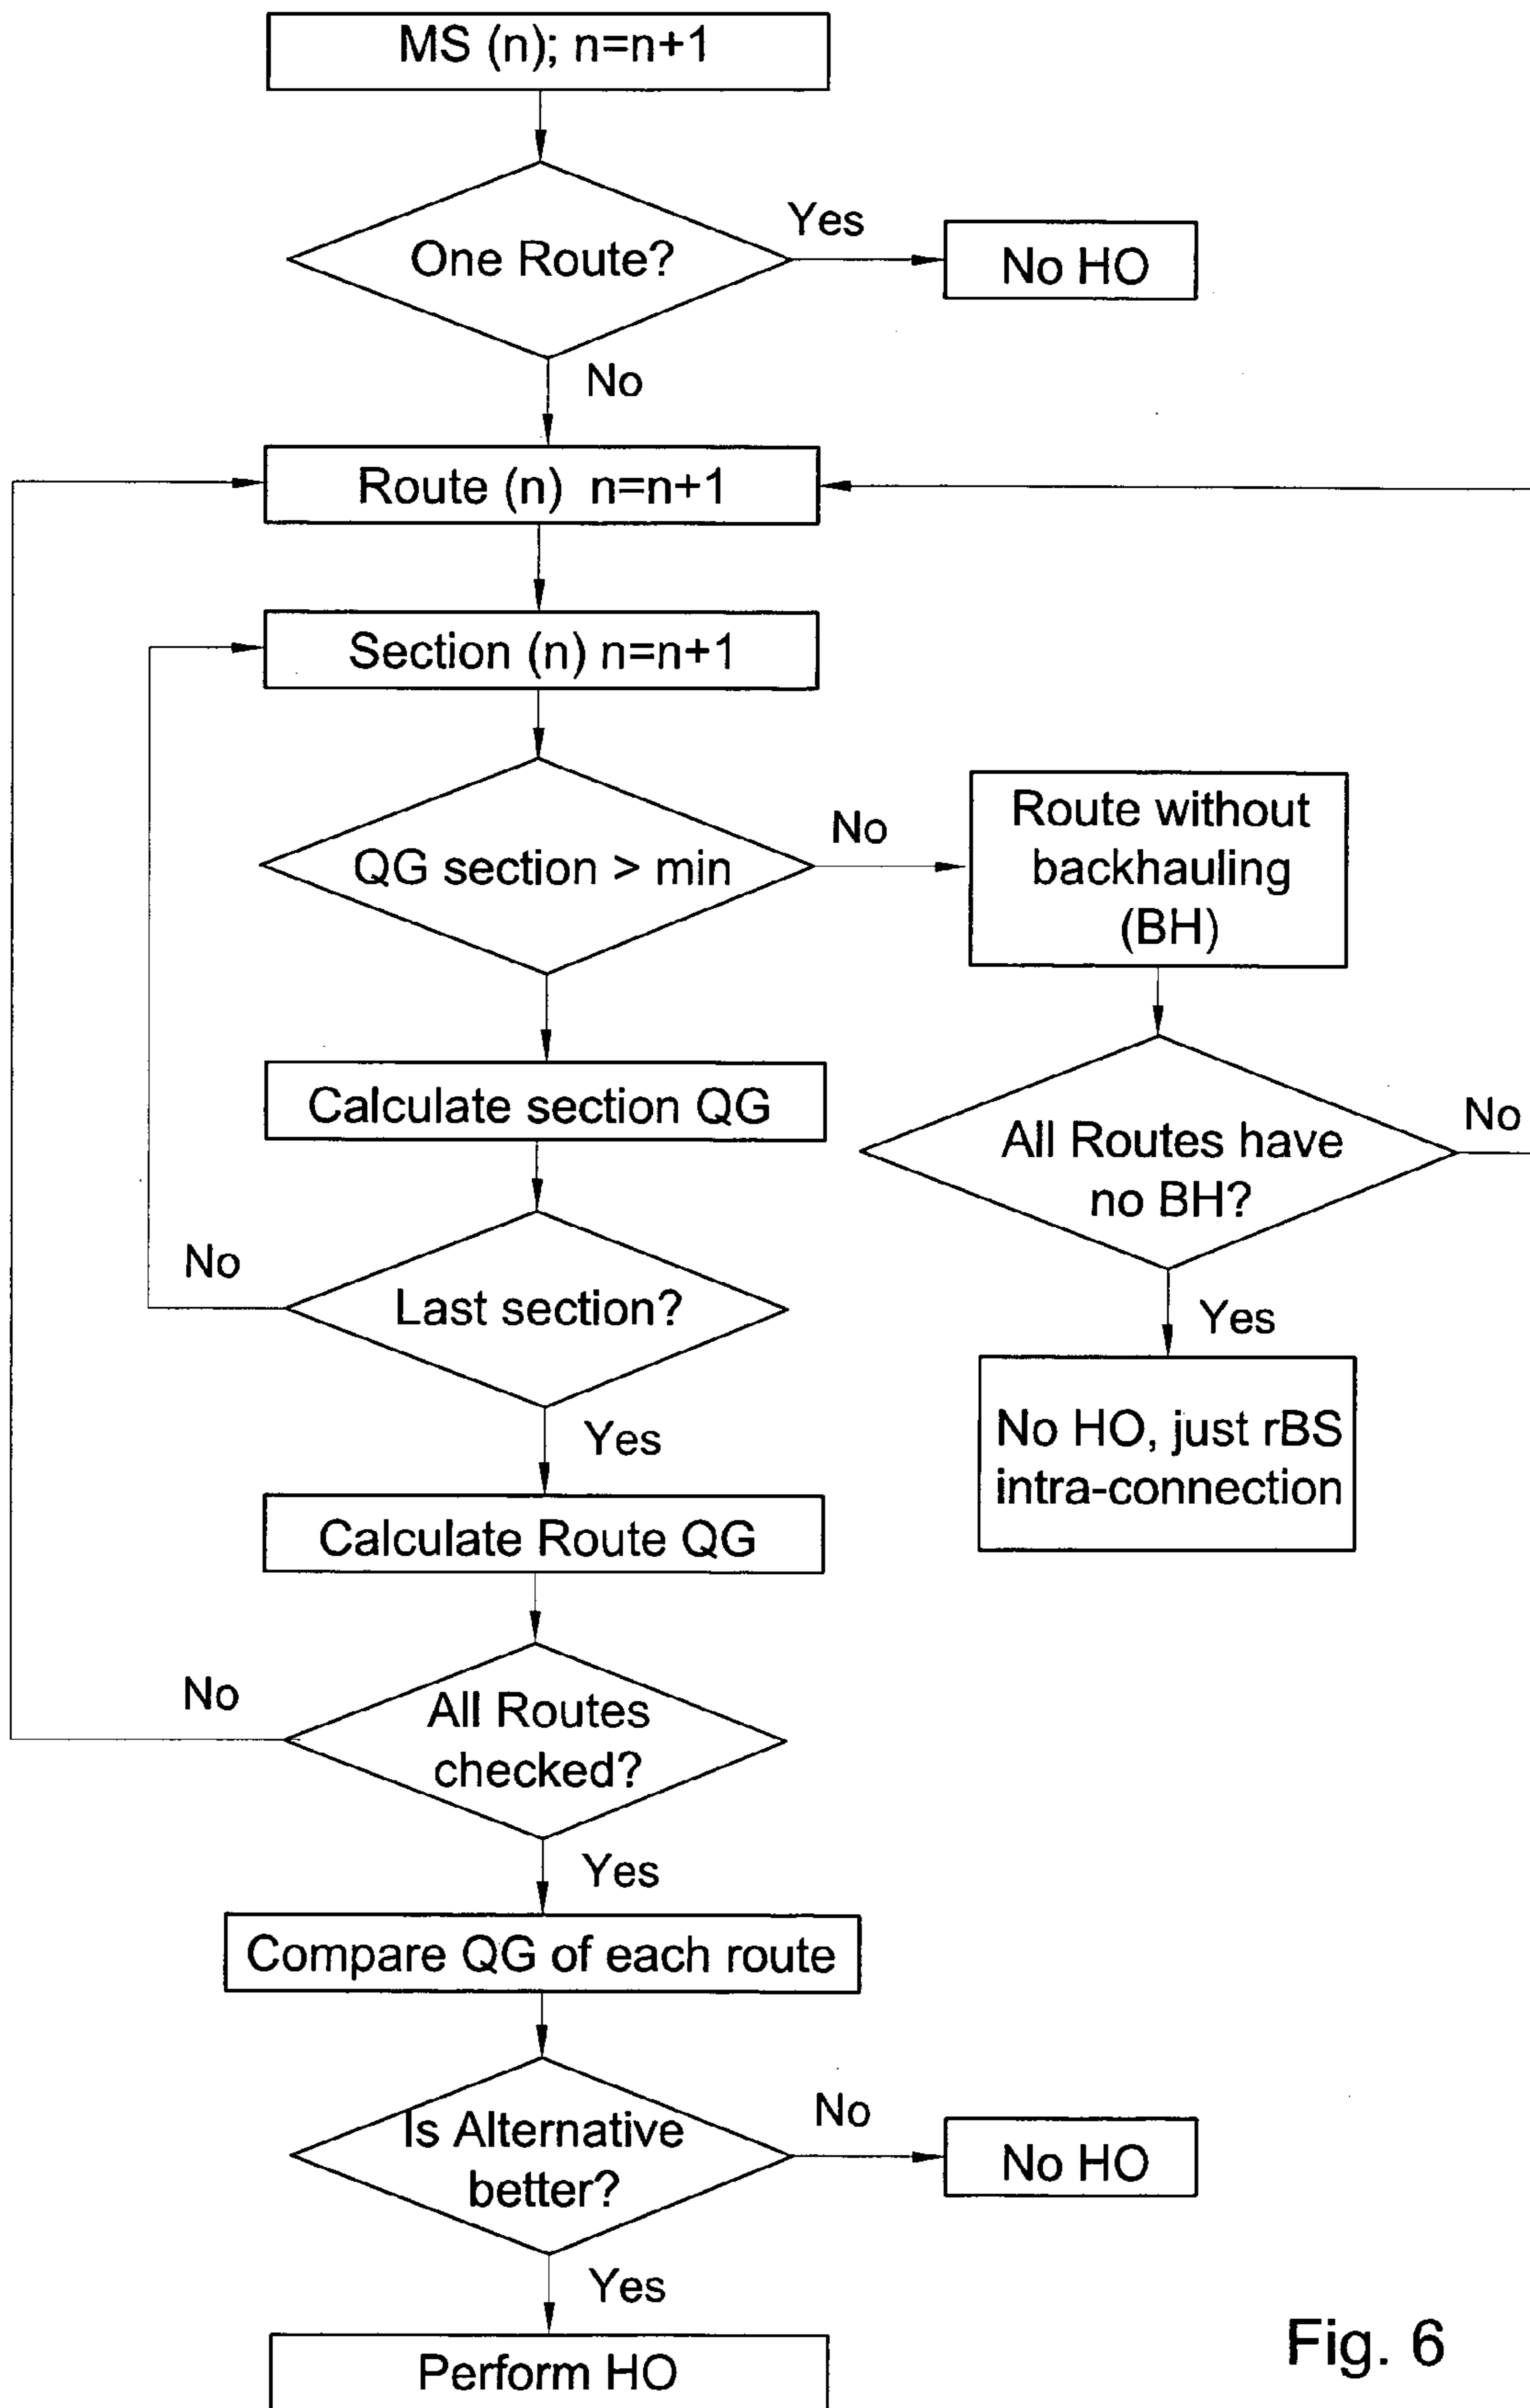 MS (n); n=n+1
One Route?
Yes
No HO
No
Route (n) n=n+1
Section (n) n=n+1
QG section > min
No
Route without
backhauling
(BH)
Calculate section QG
All Routes have
no BH?
No
Last section?
No
Yes
Yes
No HO, just rBS
intra-connection
Calculate Route QG
All Routes
checked?
No
Yes
Compare QG of each route
Is Alternative
better?
No
No HO
Yes
Perform HO
Fig. 6